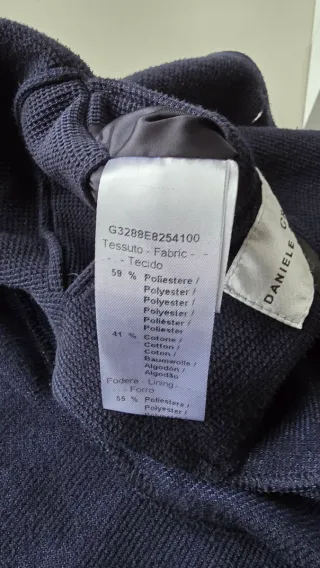 G3288E8254100
Tessuto - Fabric - -
- - - Tecido
59 % Poliestere /
Polyester /
Polyester /
Polyester /
Poliéster /
Poliester
41 % Cotone /
Cotton /
Coton /
Baumwolle /
Algodón /
Algodão
Fodere - Lining -
- - Forro
55 % Poliestere /
Polyester /
DANIELE